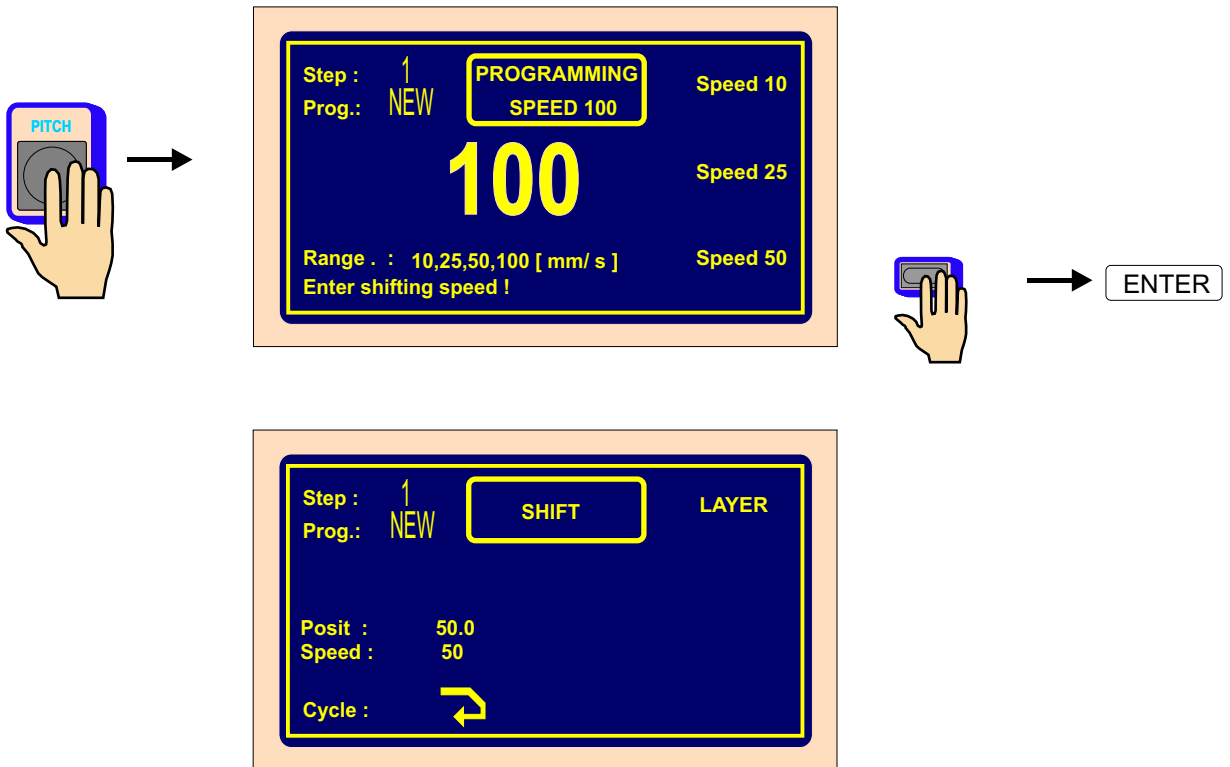 PITCH
Step : 1
Prog.: NEW
PROGRAMMING
SPEED 100
Speed 10
100
Speed 25
Range . : 10,25,50,100 [ mm/ s ]
Speed 50
Enter shifting speed !
ENTER
Step : 1
Prog.: NEW
SHIFT
LAYER
Posit : 50.0
Speed : 50
Cycle :